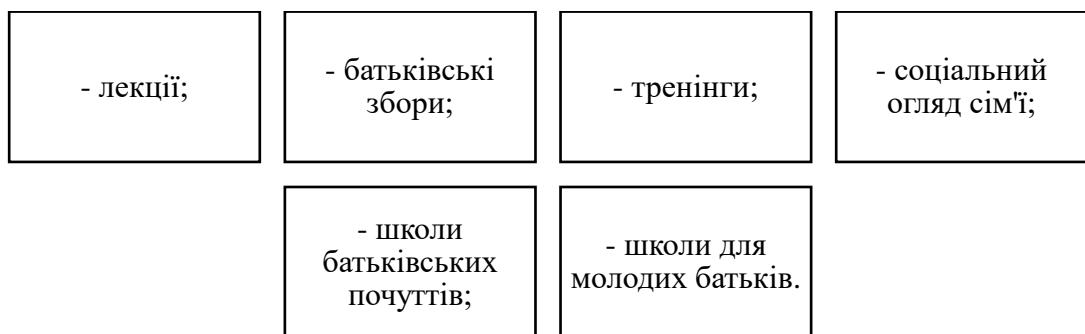 - лекції;
- батьківські
збори;
- тренінги;
- соціальний
огляд сім'ї;
- школи
батьківських
почуттів;
- школи для
молодих батьків.